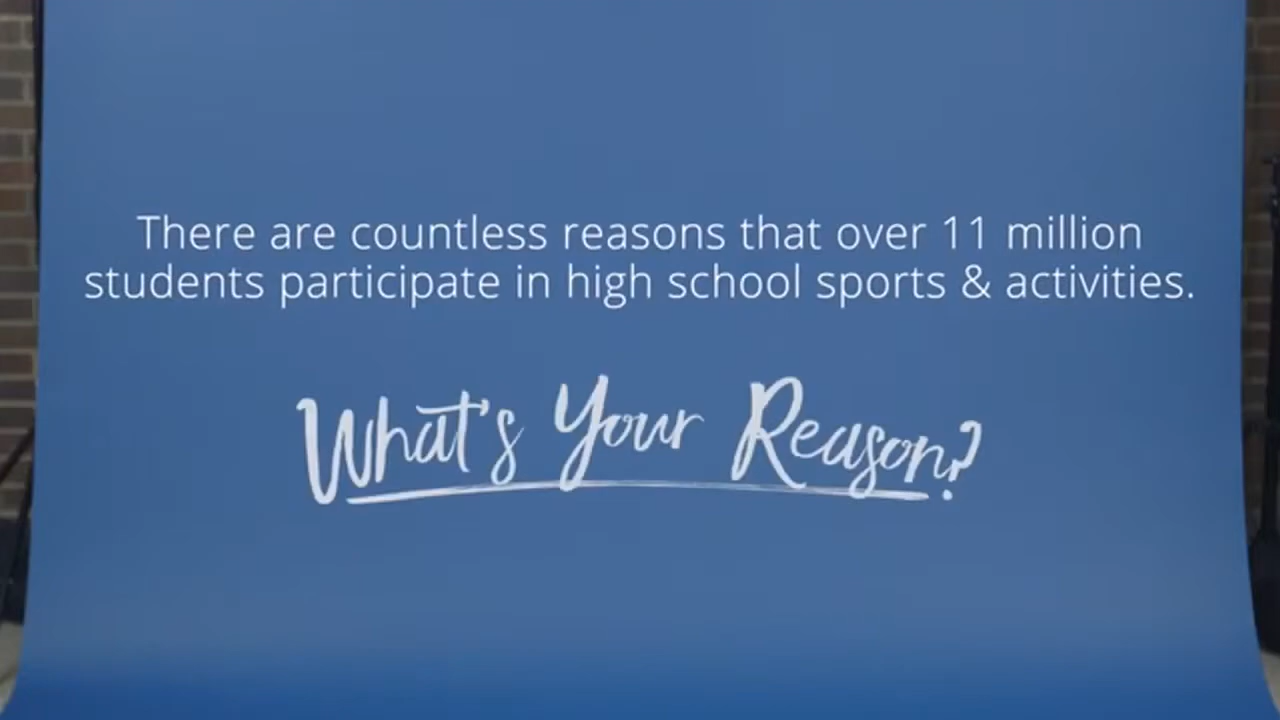 There are countless reasons that over 11 million
students participate in high school sports & activities.
What's Your Reason?